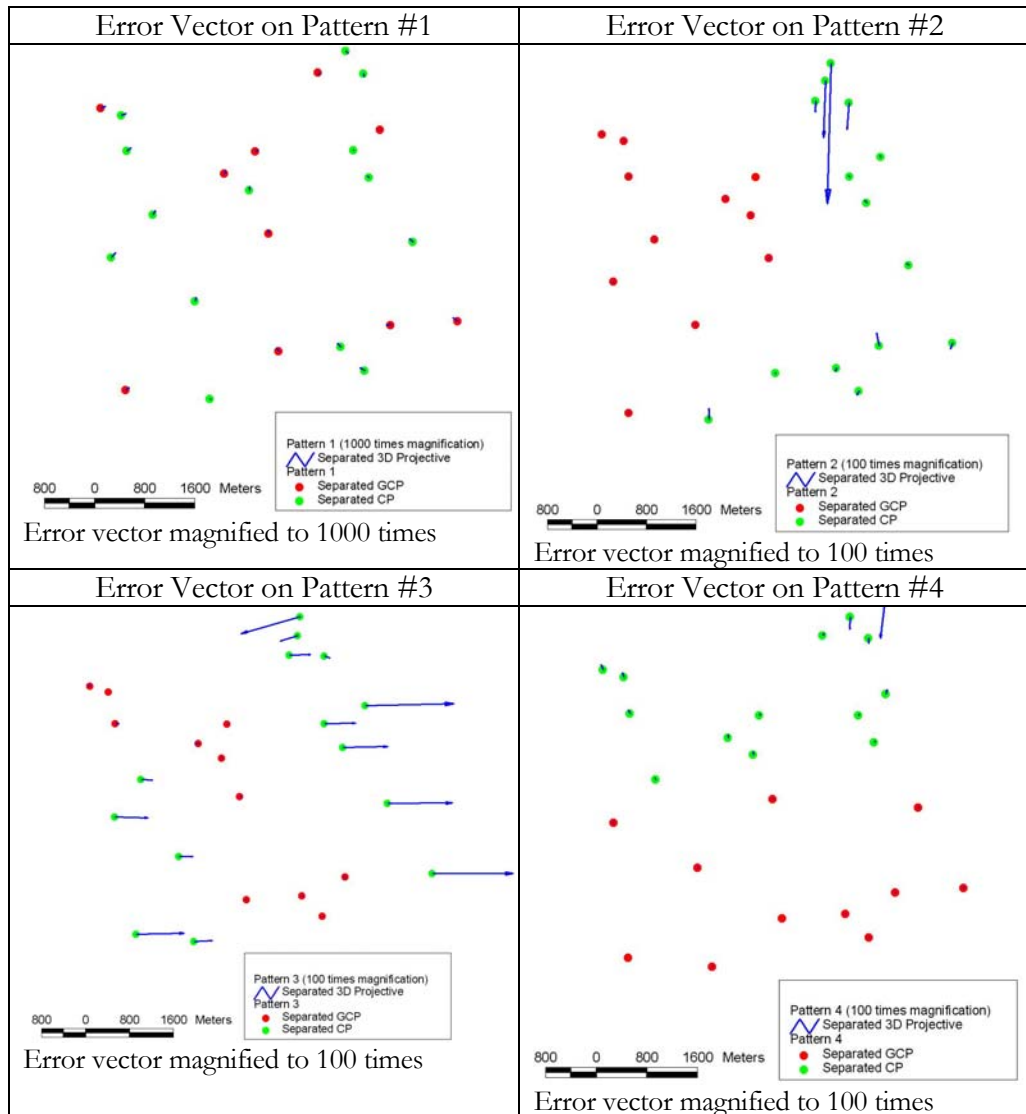 Error Vector on Pattern #1
Pattern 1 (1000 times magnification)
Separated 3D Projective
Pattern 1
Separated GCP
Separated CP
800 0 800 1600 Meters
Error vector magnified to 1000 times
Error Vector on Pattern #2
Pattern 2 (100 times magnification)
Separated 3D Projective
Pattern 2
Separated GCP
Separated CP
800 0 800 1600 Meters
Error vector magnified to 100 times
Error Vector on Pattern #3
Pattern 3 (100 times magnification)
Separated 3D Projective
Pattern 3
Separated GCP
Separated CP
800 0 800 1600 Meters
Error vector magnified to 100 times
Error Vector on Pattern #4
Pattern 4 (100 times magnification)
Separated 3D Projective
Pattern 4
Separated GCP
Separated CP
800 0 800 1600 Meters
Error vector magnified to 100 times